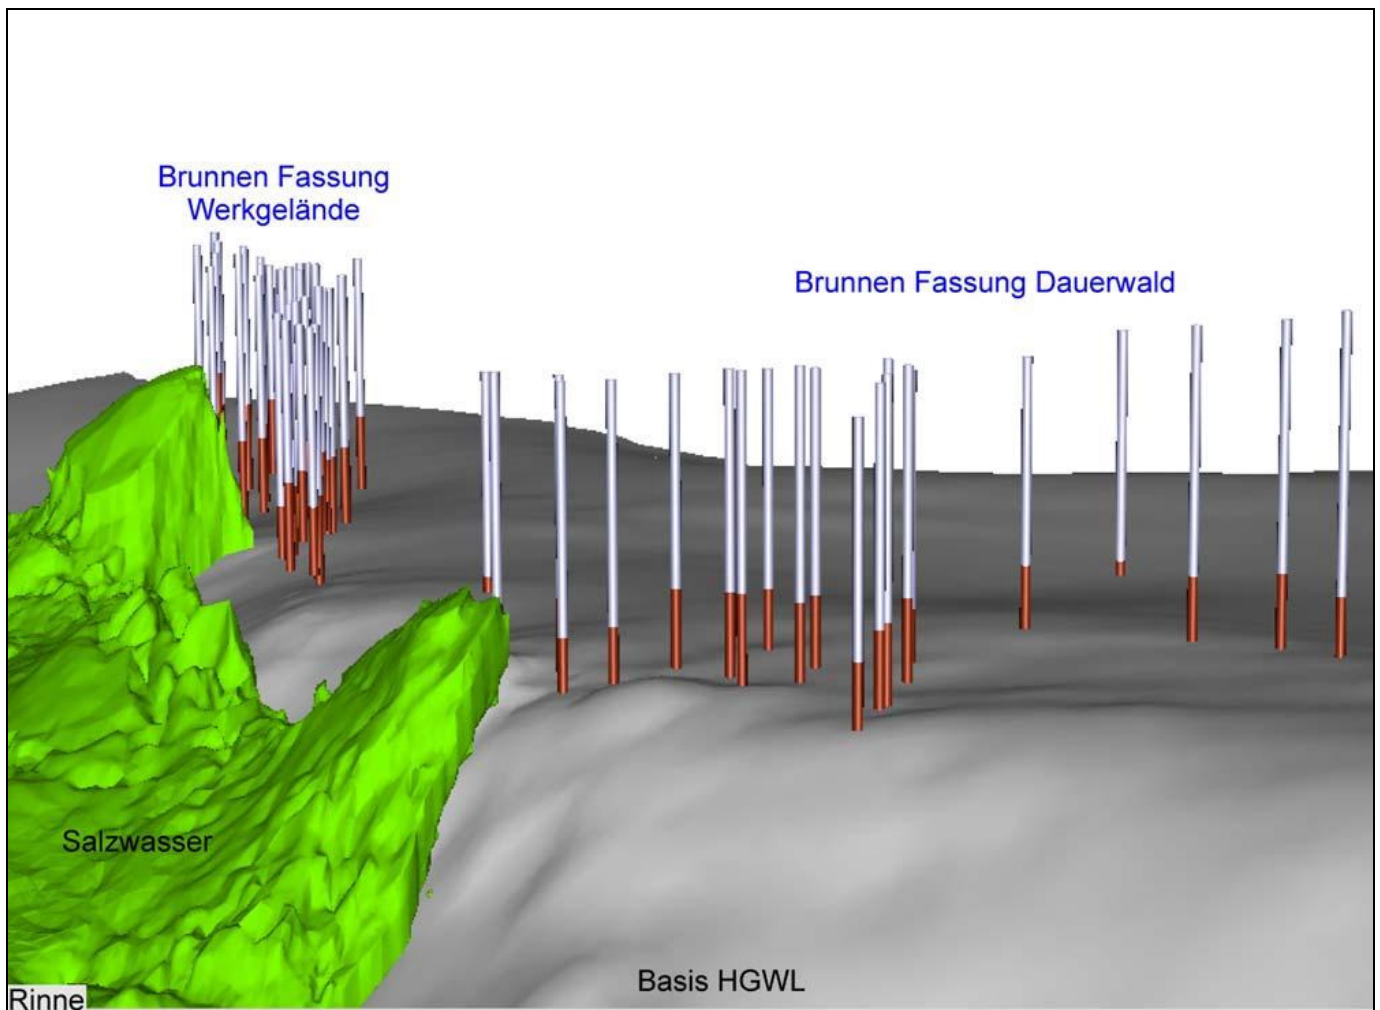 Brunnen Fassung
Werkgelände
Brunnen Fassung Dauerwald
Salzwasser
Basis HGWL
Rinne